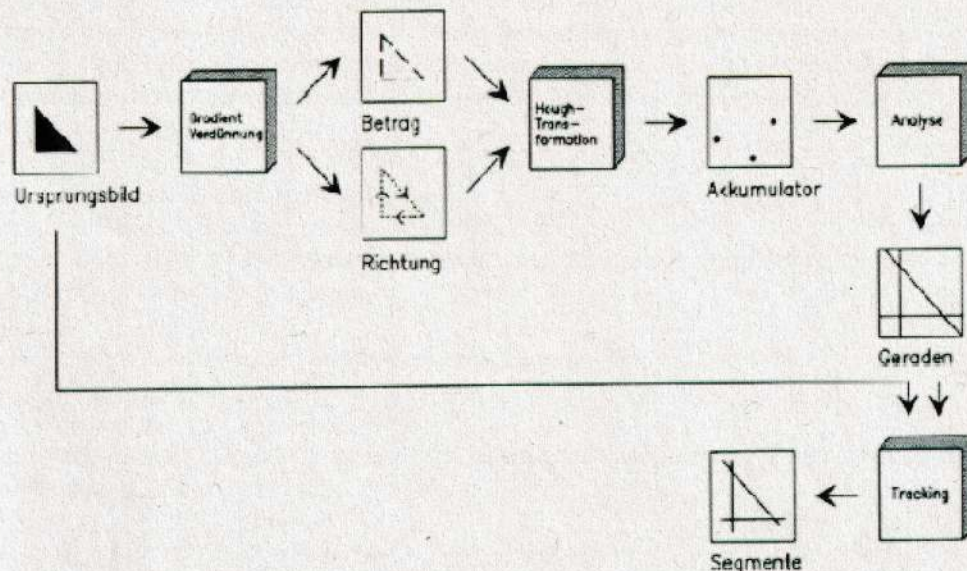 Ursprungsbild
Gradient
Verdünnung
Betrag
Richtung
Hough-
Trans-
formation
Akkumulator
Analyse
Geraden
Tracking
Segmente